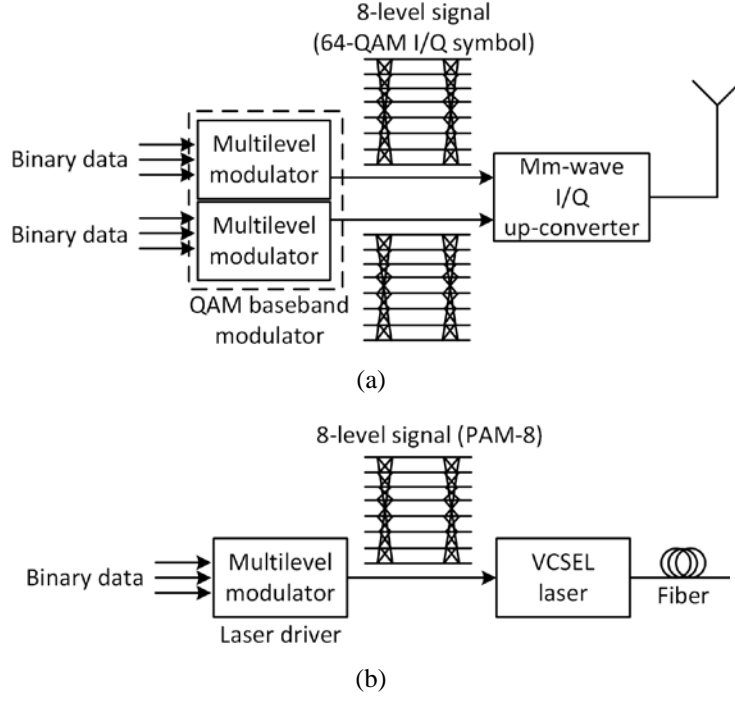 8-level signal
(64-QAM I/Q symbol)
Binary data
Multilevel
modulator
Binary data
Multilevel
modulator
QAM baseband
modulator
Mm-wave
I/Q
up-converter
(a)
8-level signal (PAM-8)
Binary data
Multilevel
modulator
Laser driver
VCSEL
laser
Fiber
(b)